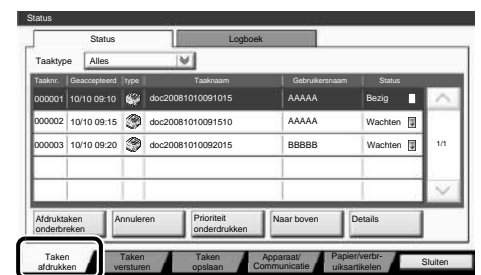 Status
Status Logboek
Taaktype Alles
Taaknr. Geaccepteerd type Taaknaam Gebruikersnaam Status
000001 10/10 09:10 doc20081010091015 AAAAA Bezig
000002 10/10 09:15 doc20081010091510 AAAAA Wachten
000003 10/10 09:20 doc20081010092015 BBBBB Wachten
1/1
Afdruktaken onderbreken Annuleren Prioriteit onderdrukken Naar boven Details
Taken afdrukken Taken versturen Taken opslaan Apparaat/ Communicatie Papier/verbr- uiksartikelen Sluiten